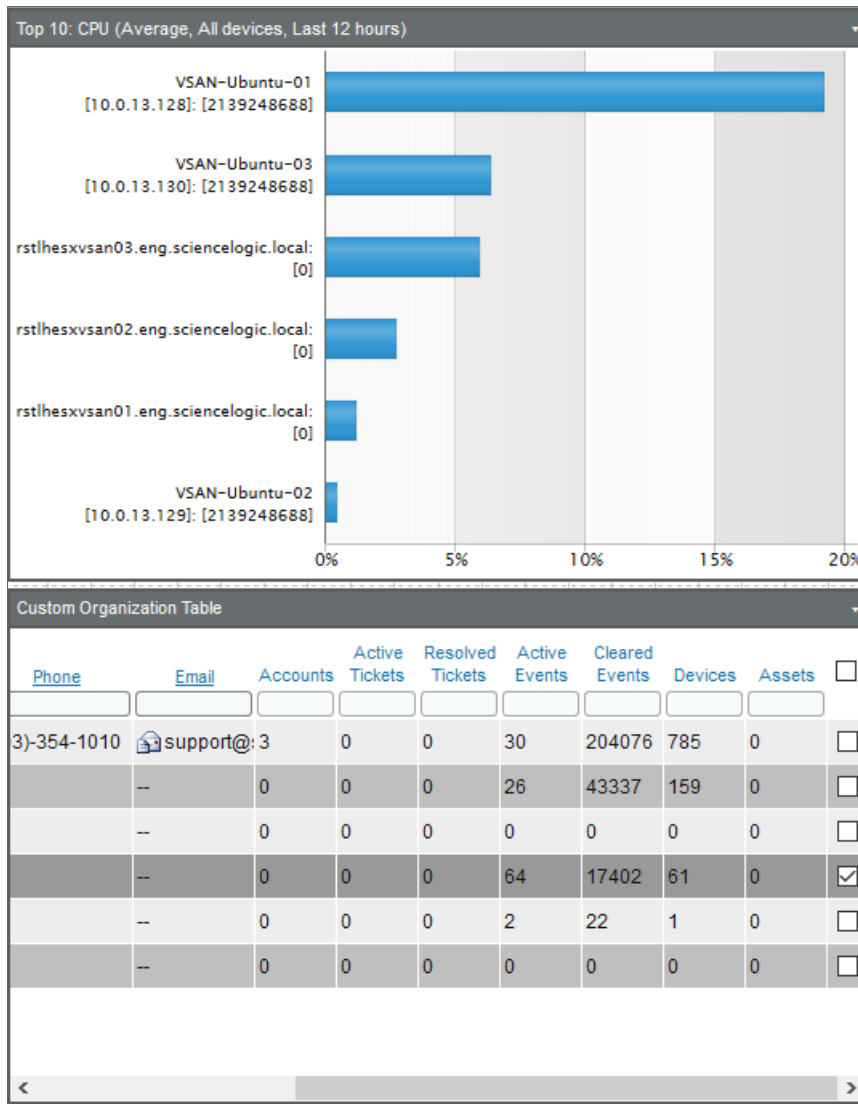 Top 10: CPU (Average, All devices, Last 12 hours)
VSAN-Ubuntu-01
[10.0.13.128]: [2139248688]
VSAN-Ubuntu-03
[10.0.13.130]: [2139248688]
rstlhesxvsan03.eng.sciencelogic.local:
[0]
rstlhesxvsan02.eng.sciencelogic.local:
[0]
rstlhesxvsan01.eng.sciencelogic.local:
[0]
VSAN-Ubuntu-02
[10.0.13.129]: [2139248688]
0% 5% 10% 15% 20%
Custom Organization Table
Phone Email Accounts Active Tickets Resolved Tickets Active Events Cleared Events Devices Assets
3)-354-1010 support@s 3 0 0 30 204076 785 0
-- 0 0 0 26 43337 159 0
-- 0 0 0 0 0 0 0
-- 0 0 0 64 17402 61 0
-- 0 0 0 2 22 1 0
-- 0 0 0 0 0 0 0